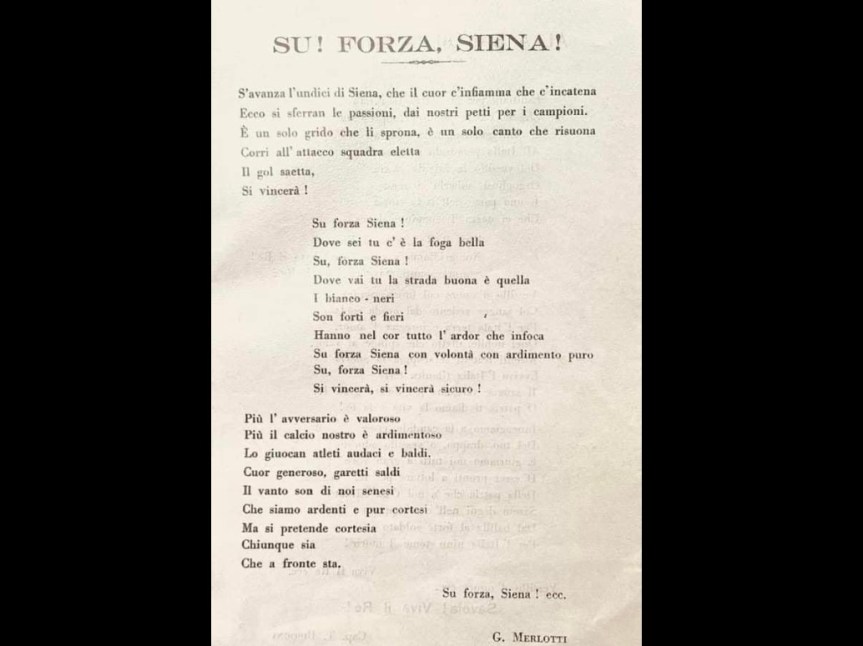 SU! FORZA, SIENA!
S'avanza l'undici di Siena, che il cuor c'infiamma che c'incatena
Ecco si sferran le passioni, dai nostri petti per i campioni.
È un solo grido che li sprona, è un solo canto che risuona
Corri all' attacco squadra eletta
Il gol saetta,
Si vincerà !
Su forza Siena !
Dove sei tu c' è la foga bella
Su, forza Siena !
Dove vai tu la strada buona è quella
I bianco - neri
Son forti e fieri
Hanno nel cor tutto l' ardor che infoca
Su forza Siena con volontà con ardimento puro
Su, forza Siena !
Si vincerà, si vincerà sicuro !
Più l' avversario è valoroso
Più il calcio nostro è ardimentoso
Lo giuocan atleti audaci e baldi.
Cuor generoso, garetti saldi
Il vanto son di noi senesi
Che siamo ardenti e pur cortesi
Ma si pretende cortesia
Chiunque sia
Che a fronte sta.
Su forza, Siena ! ecc.
G. MERLOTTI